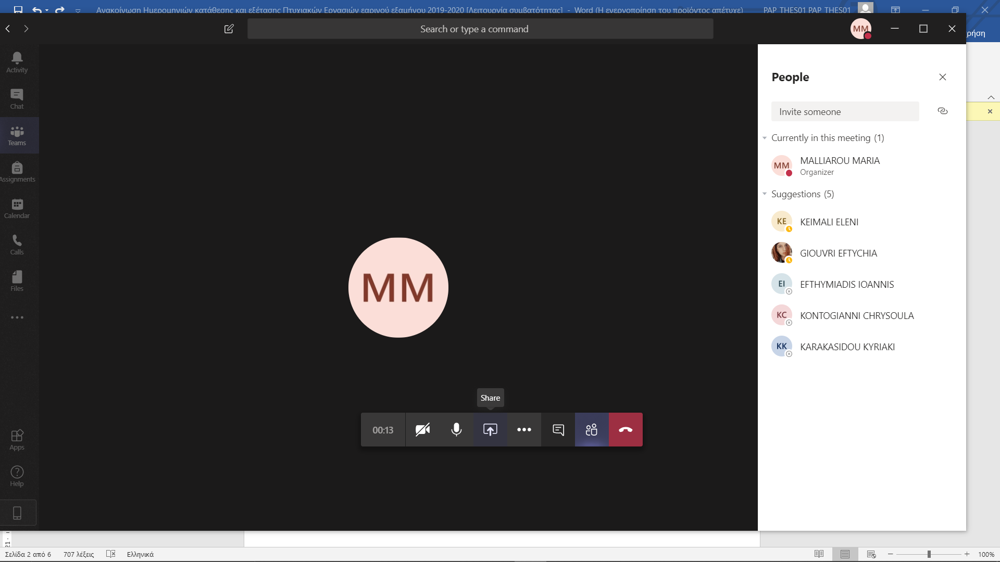 Ανακοίνωση Ημερομηνιών κατάθεσης και εξέτασης Πτυχιακών Εργασιών εαρινού εξαμήνου 2019-2020 [Λειτουργία συμβατότητας] - Word (Η ενεργοποίηση του προϊόντος απέτυχε)
PAP_THES01 PAP_THES01
Search or type a command
MM
ρήση
Activity
Chat
Teams
Assignments
Calendar
Calls
Files
Apps
Help
MM
Share
00:13
People
Invite someone
Currently in this meeting (1)
MM
MALLIAROU MARIA
Organizer
Suggestions (5)
KE
KEIMALI ELENI
GIOUVRI EFTYCHIA
EI
EFTHYMIADIS IOANNIS
KC
KONTOGIANNI CHRYSOULA
KK
KARAKASIDOU KYRIAKI
21
Σελίδα 2 από 6
707 λέξεις
Ελληνικά
100%